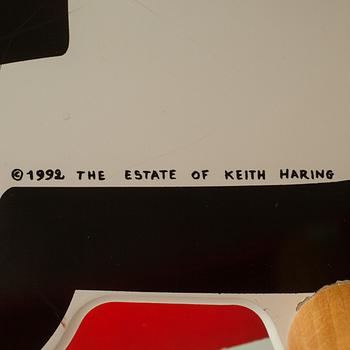 © 1992 THE ESTATE OF KEITH HARING